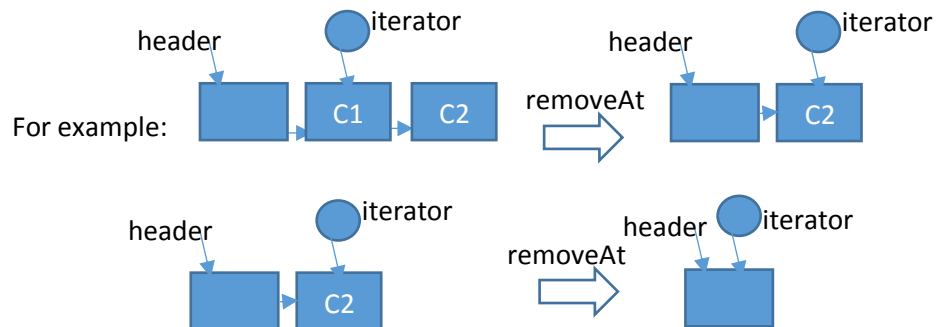 iterator
header
C1
C2
For example:
removeAt
iterator
header
C2
iterator
header
C2
removeAt
iterator
header